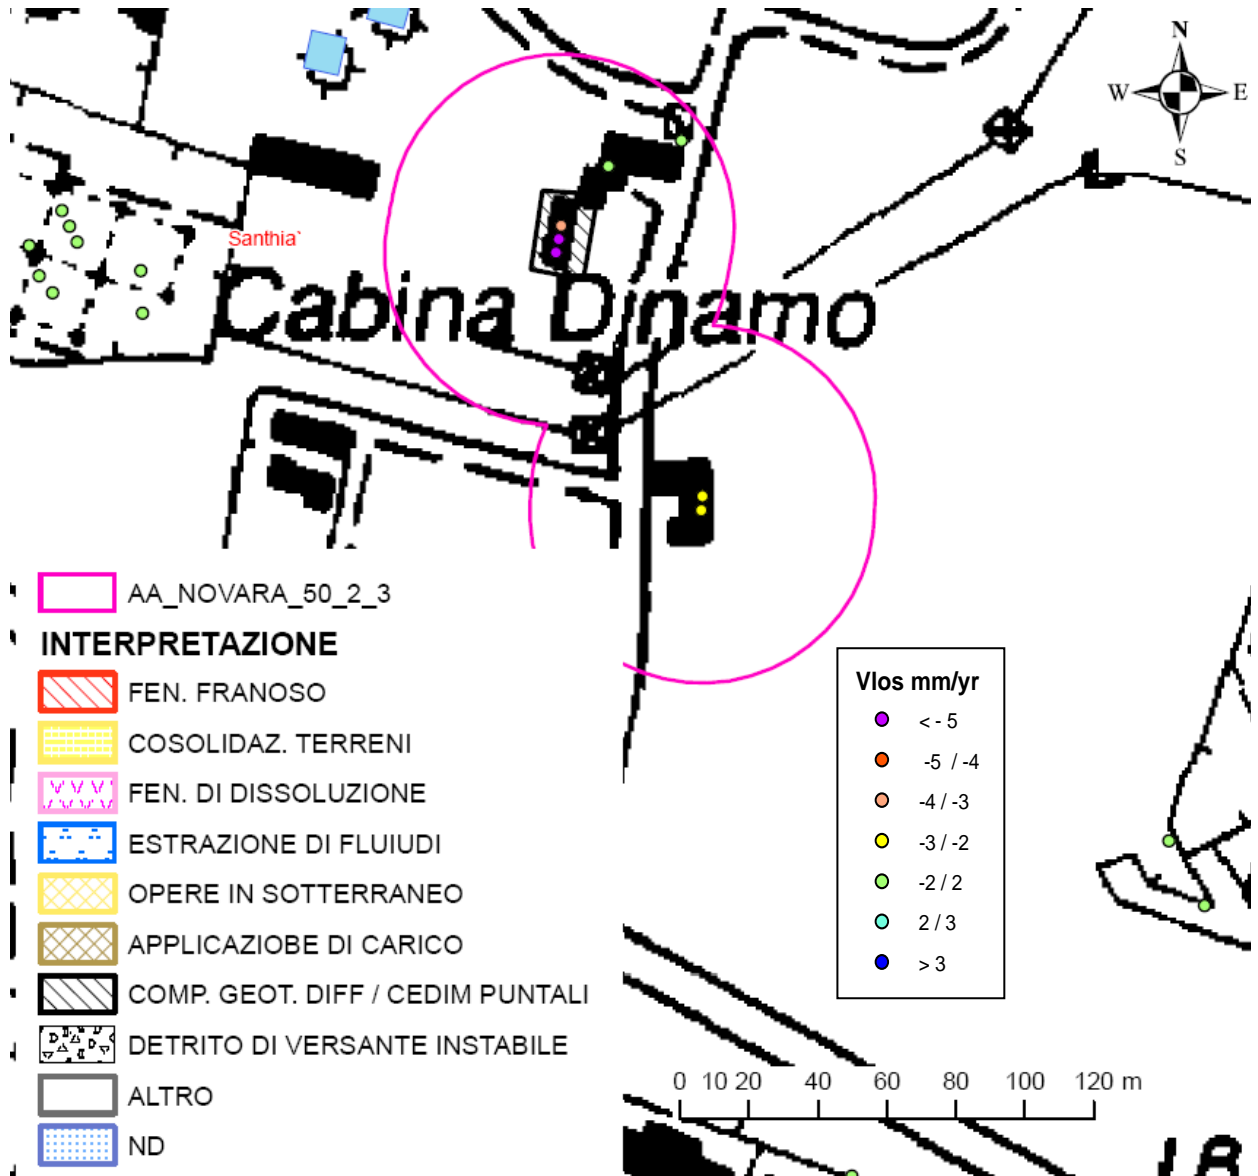 N
W E
S
Santhia`
Cabina Dinamo
AA_NOVARA_50_2_3
INTERPRETAZIONE
FEN. FRANOSO
COSOLIDAZ. TERRENI
FEN. DI DISSOLUZIONE
ESTRAZIONE DI FLUIUDI
OPERE IN SOTTERRANEO
APPLICAZIOBE DI CARICO
COMP. GEOT. DIFF / CEDIM PUNTALI
DETRITO DI VERSANTE INSTABILE
ALTRO
ND
Vlos mm/yr
< - 5
-5 / -4
-4 / -3
-3 / -2
-2 / 2
2 / 3
> 3
0 10 20 40 60 80 100 120 m